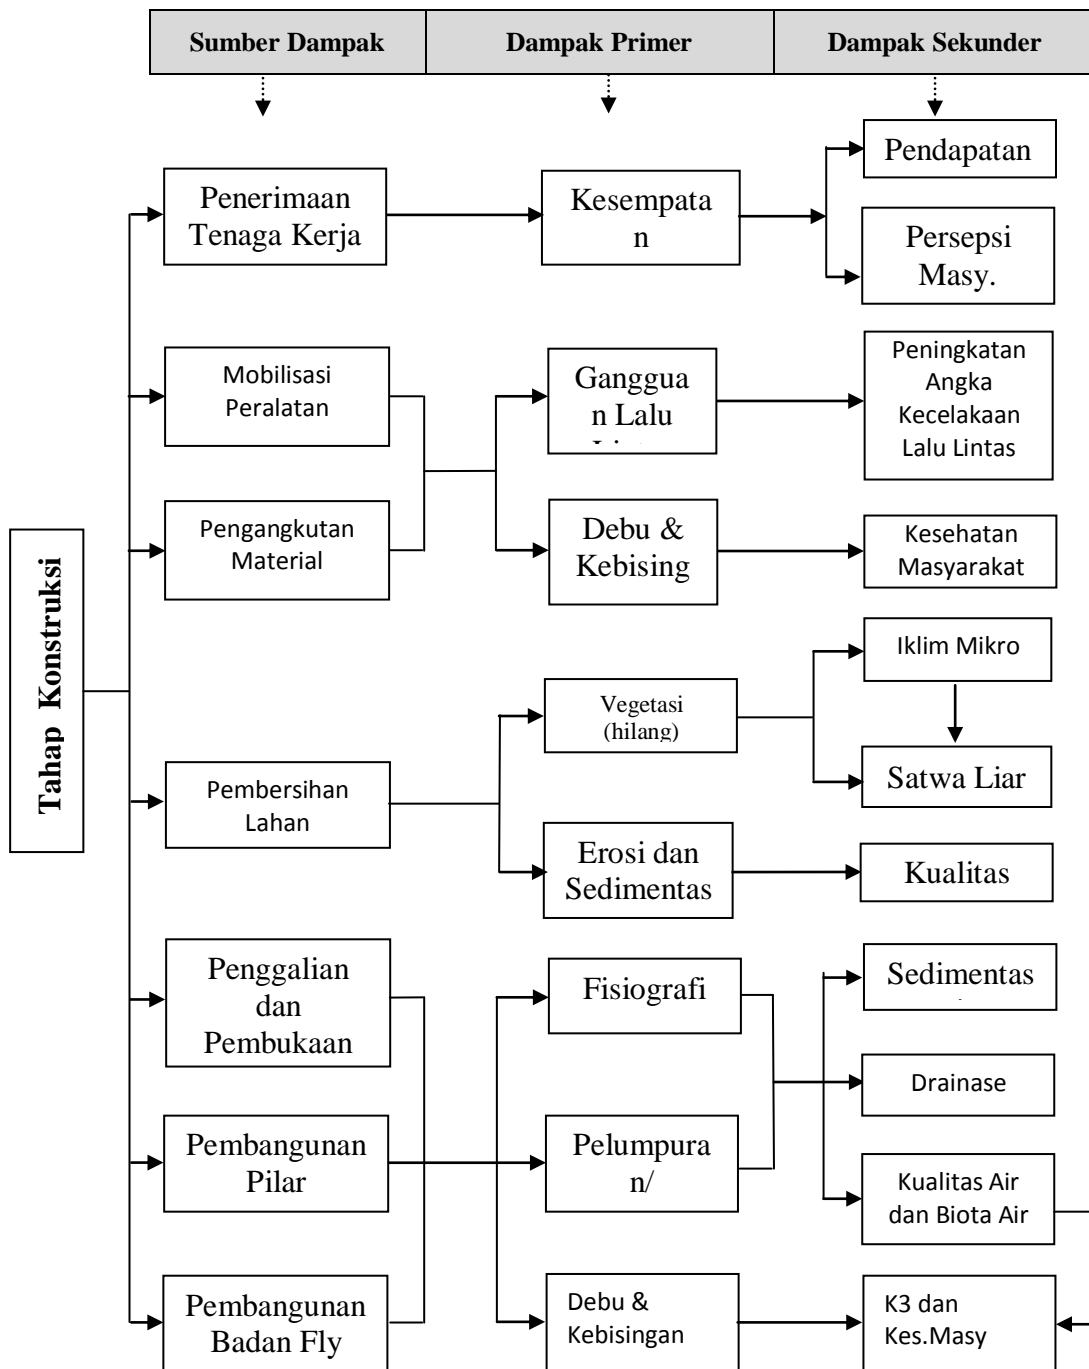 Sumber Dampak
Dampak Primer
Dampak Sekunder
Tahap Konstruksi
Penerimaan
Tenaga Kerja
Kesempata
n
Pendapatan
Persepsi
Masy.
Mobilisasi
Peralatan
Ganggua
n Lalu
Peningkatan
Angka
Kecelakaan
Lalu Lintas
Pengangkutan
Material
Debu &
Kebising
Kesehatan
Masyarakat
Pembersihan
Lahan
Vegetasi
(hilang)
Iklim Mikro
Satwa Liar
Erosi dan
Sedimentas
Kualitas
Penggalian
dan
Pembukaan
Fisiografi
Sedimentas
Drainase
Pembangunan
Pilar
Pelumpura
n/
Kualitas Air
dan Biota Air
Pembangunan
Badan Fly
Debu &
Kebisingan
K3 dan
Kes.Masy